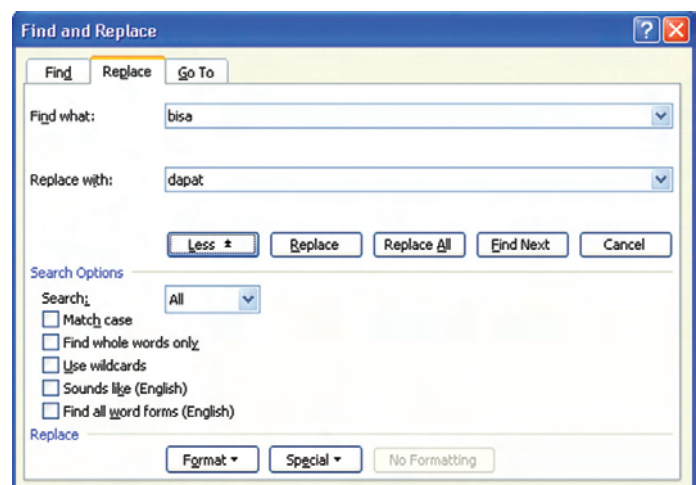 Find and Replace
Find Replace Go To
Find what: bisa
Replace with: dapat
Less Replace Replace All Find Next Cancel
Search Options
Search: All
Match case
Find whole words only
Use wildcards
Sounds like (English)
Find all word forms (English)
Replace
Format Special No Formatting